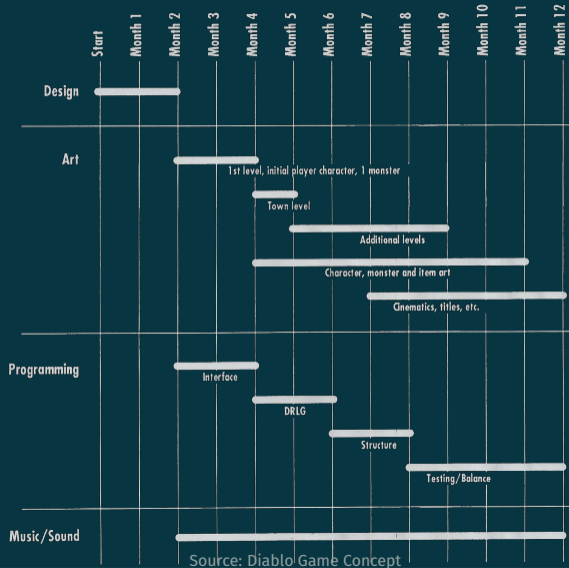 Start
Month 1
Month 2
Month 3
Month 4
Month 5
Month 6
Month 7
Month 8
Month 9
Month 10
Month 11
Month 12
Design
Art
1st level, initial player character, 1 monster
Town level
Additional levels
Character, monster and item art
Cinematics, titles, etc.
Programming
Interface
DRLG
Structure
Testing/Balance
Music/Sound
Source: Diablo Game Concept